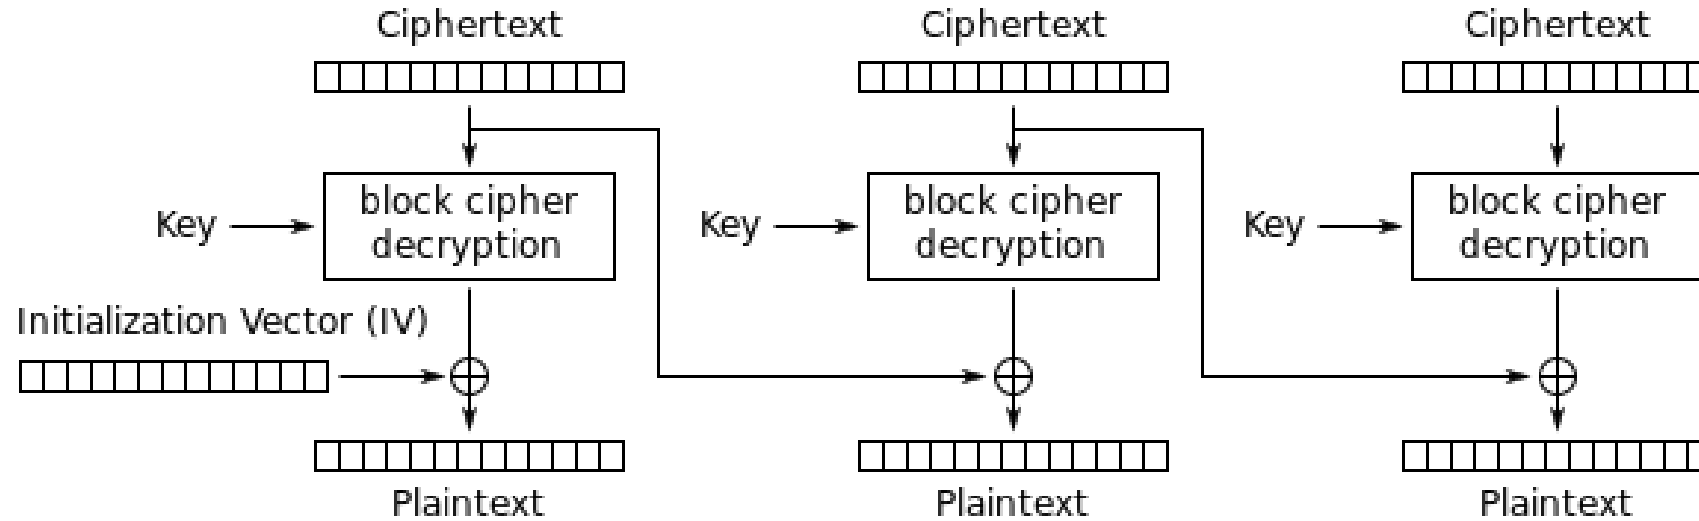 Ciphertext
Ciphertext
Ciphertext
Key
block cipher
decryption
Key
block cipher
decryption
Key
block cipher
decryption
Initialization Vector (IV)
Plaintext
Plaintext
Plaintext